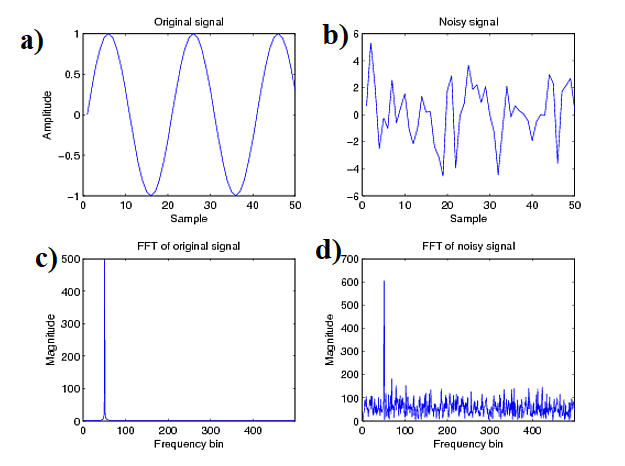 a)
Original signal
1
0.5
0
−0.5
−1
Amplitude
0 10 20 30 40 50
Sample
b)
Noisy signal
6
4
2
0
−2
−4
−6
0 10 20 30 40 50
Sample
c)
FFT of original signal
500
400
300
200
100
0
Magnitude
0 100 200 300 400
Frequency bin
d)
FFT of noisy signal
700
600
500
400
300
200
100
0
Magnitude
0 100 200 300 400
Frequency bin